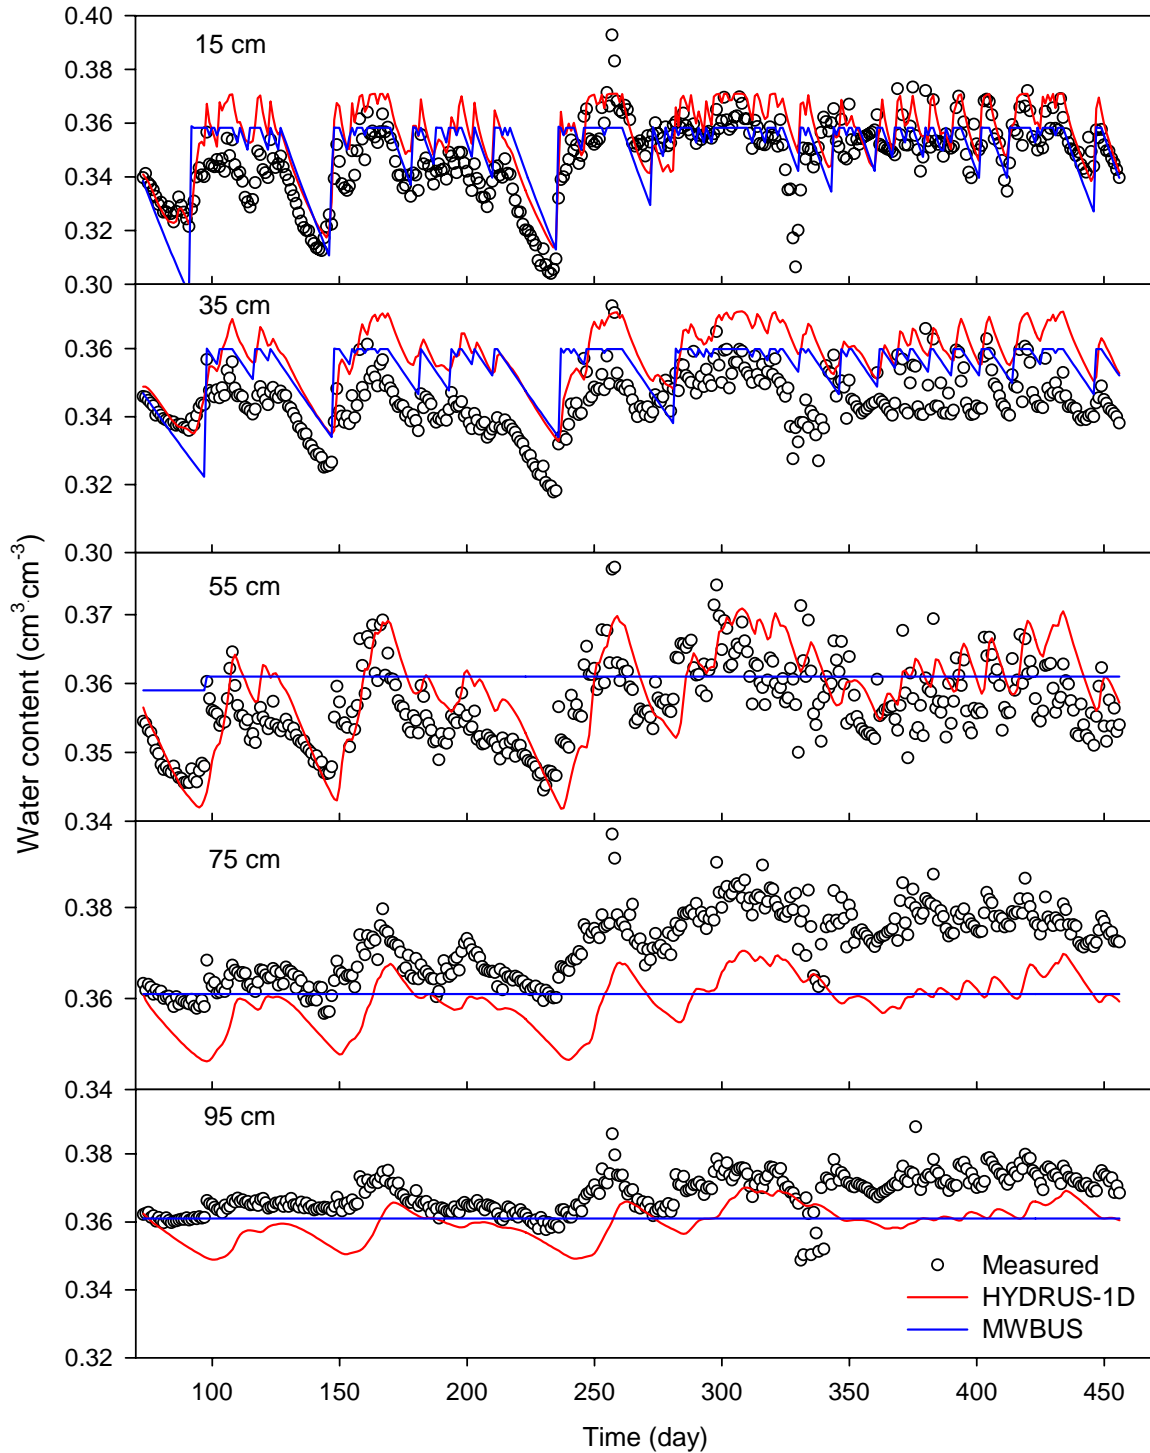 0.40
15 cm
0.38
0.36
0.34
0.32
0.30
35 cm
0.36
0.34
0.32
0.30
55 cm
0.37
0.36
0.35
0.34
75 cm
0.38
0.36
0.34
95 cm
0.38
0.36
0.34
0.32
Water content (cm³·cm⁻³)
Measured
HYDRUS-1D
MWBUS
100 150 200 250 300 350 400 450
Time (day)